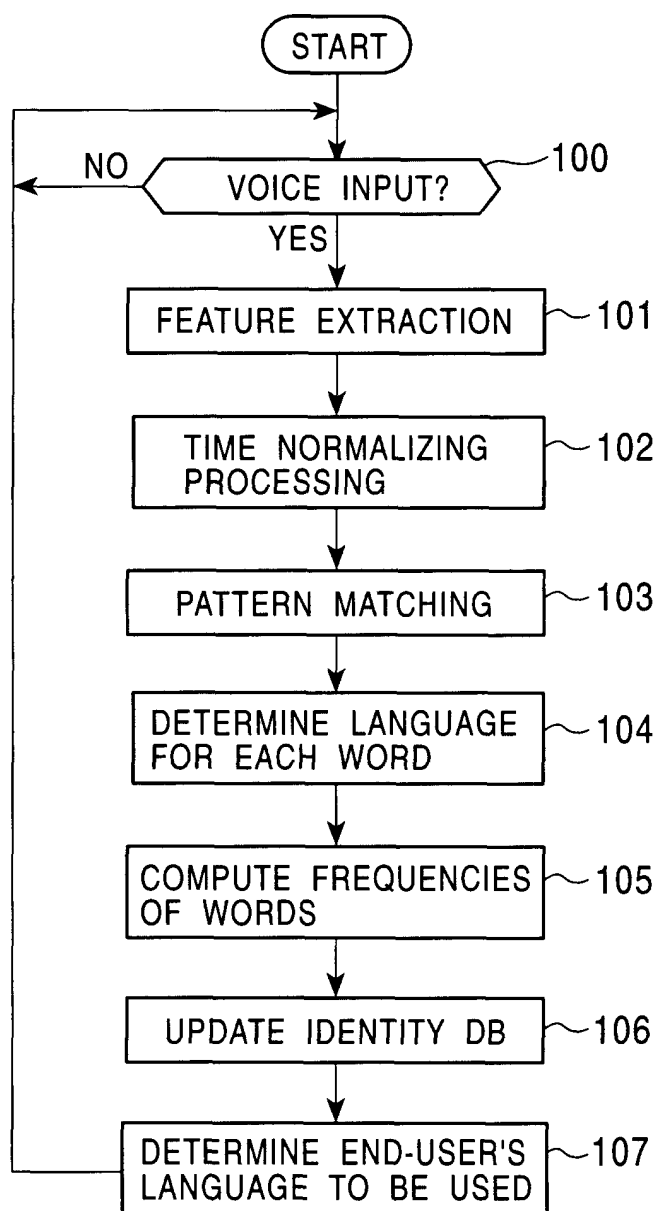 START
NO
VOICE INPUT?
100
YES
FEATURE EXTRACTION
101
TIME NORMALIZING
PROCESSING
102
PATTERN MATCHING
103
DETERMINE LANGUAGE
FOR EACH WORD
104
COMPUTE FREQUENCIES
OF WORDS
105
UPDATE IDENTITY DB
106
DETERMINE END-USER'S
LANGUAGE TO BE USED
107